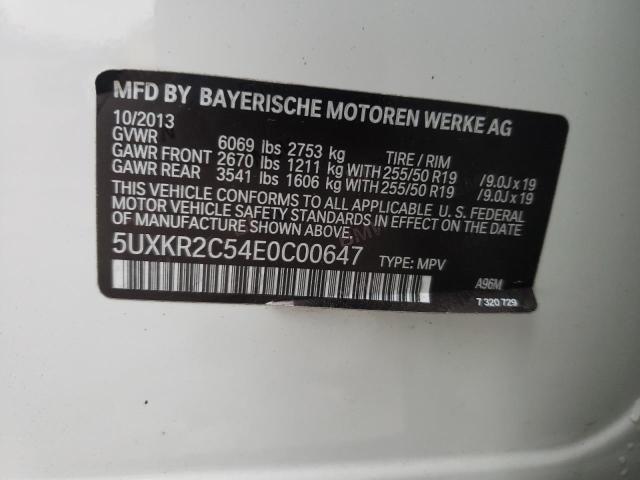 MFD BY BAYERISCHE MOTOREN WERKE AG
10/2013
GVWR 6069 lbs 2753 kg TIRE / RIM
GAWR FRONT 2670 lbs 1211 kg WITH 255/50 R19 /9.0J x 19
GAWR REAR 3541 lbs 1606 kg WITH 255/50 R19 /9.0J x 19
THIS VEHICLE CONFORMS TO ALL APPLICABLE U.S. FEDERAL
MOTOR VEHICLE SAFETY STANDARDS IN EFFECT ON THE DATE
OF MANUFACTURE SHOWN ABOVE.
5UXKR2C54E0C00647 TYPE: MPV
A96M
7 320 729